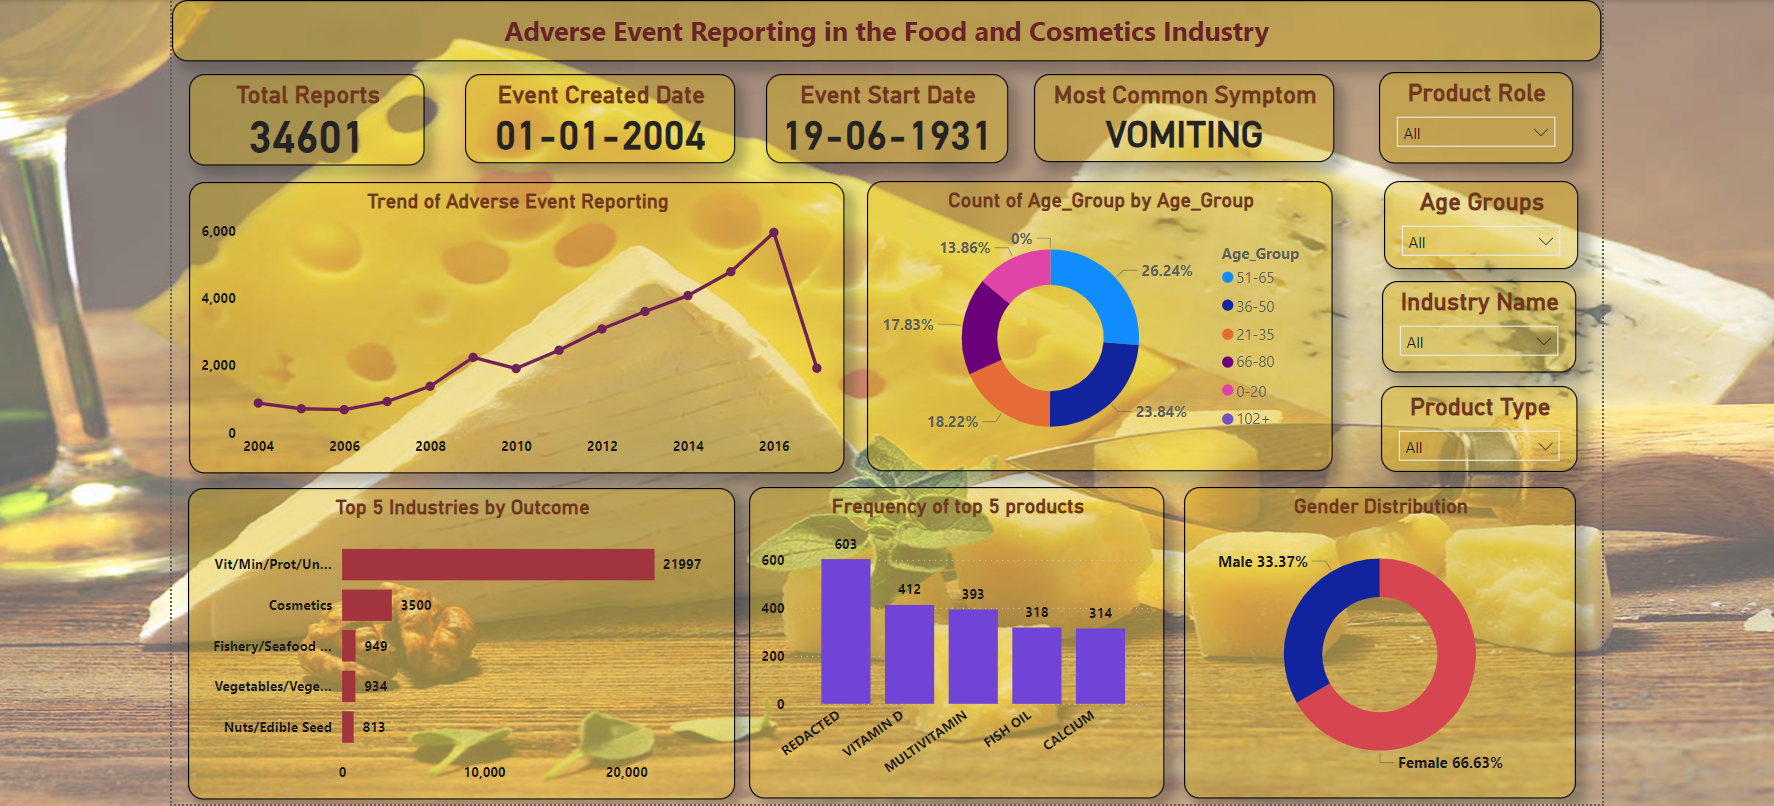 Adverse Event Reporting in the Food and Cosmetics Industry
Total Reports
34601
Event Created Date
01-01-2004
Event Start Date
19-06-1931
Most Common Symptom
VOMITING
Product Role
All
Trend of Adverse Event Reporting
6,000
4,000
2,000
0
2004 2006 2008 2010 2012 2014 2016
Count of Age_Group by Age_Group
0%
13.86%
26.24%
17.83%
18.22%
23.84%
Age_Group
51-65
36-50
21-35
66-80
0-20
102+
Age Groups
All
Industry Name
All
Product Type
All
Top 5 Industries by Outcome
Vit/Min/Prot/Un... 21997
Cosmetics 3500
Fishery/Seafood ... 949
Vegetables/Vege... 934
Nuts/Edible Seed 813
0 10,000 20,000
Frequency of top 5 products
600
400
200
0
603
412
393
318
314
REDACTED
VITAMIN D
MULTIVITAMIN
FISH OIL
CALCIUM
Gender Distribution
Male 33.37%
Female 66.63%